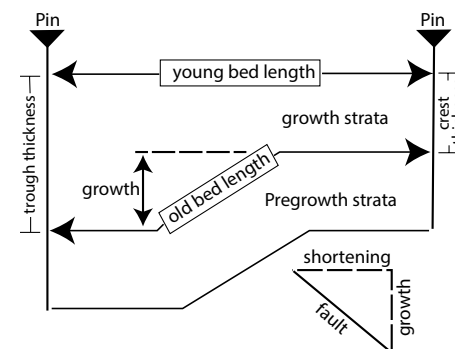 Pin
Pin
young bed length
trough thickness
crest
growth strata
growth
old bed length
Pregrowth strata
shortening
fault
growth